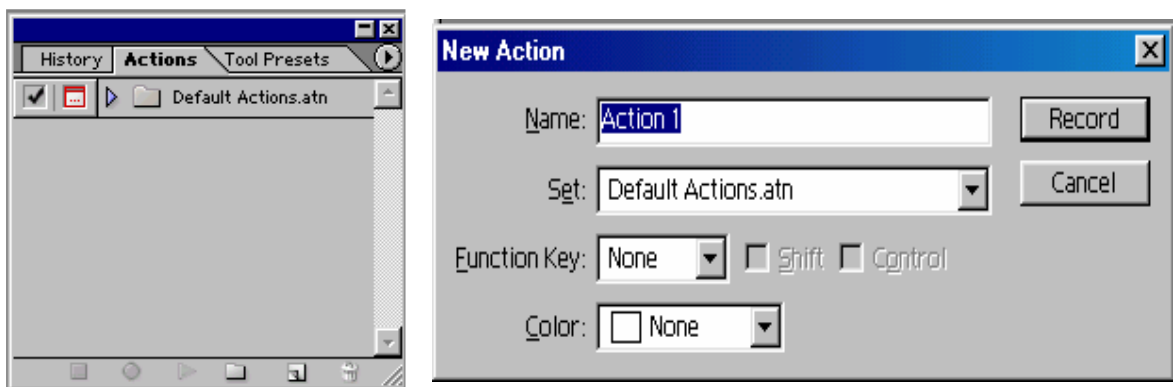 History Actions Tool Presets
Default Actions.atn
New Action
Name: Action 1 Record
Set: Default Actions.atn Cancel
Function Key: None Shift Control
Color: None